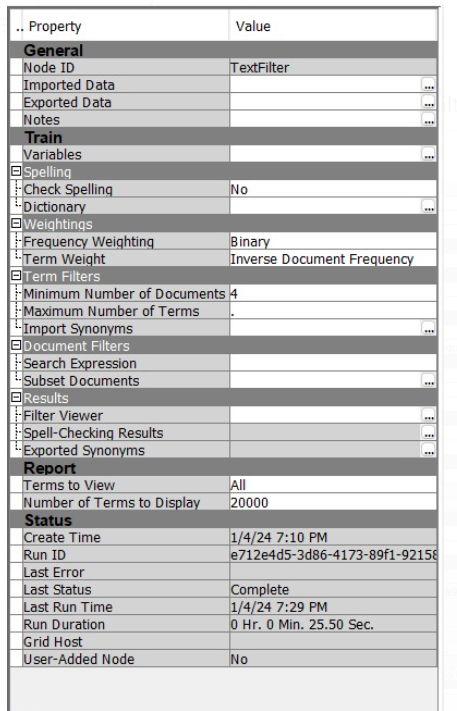 .. Property Value
General
Node ID TextFilter
Imported Data ...
Exported Data ...
Notes ...
Train
Variables ...
Spelling
Check Spelling No
Dictionary ...
Weightings
Frequency Weighting Binary
Term Weight Inverse Document Frequency
Term Filters
Minimum Number of Documents 4
Maximum Number of Terms .
Import Synonyms ...
Document Filters
Search Expression
Subset Documents ...
Results
Filter Viewer ...
Spell-Checking Results ...
Exported Synonyms ...
Report
Terms to View All
Number of Terms to Display 20000
Status
Create Time 1/4/24 7:10 PM
Run ID e712e4d5-3d86-4173-89f1-92158
Last Error
Last Status Complete
Last Run Time 1/4/24 7:29 PM
Run Duration 0 Hr. 0 Min. 25.50 Sec.
Grid Host
User-Added Node No